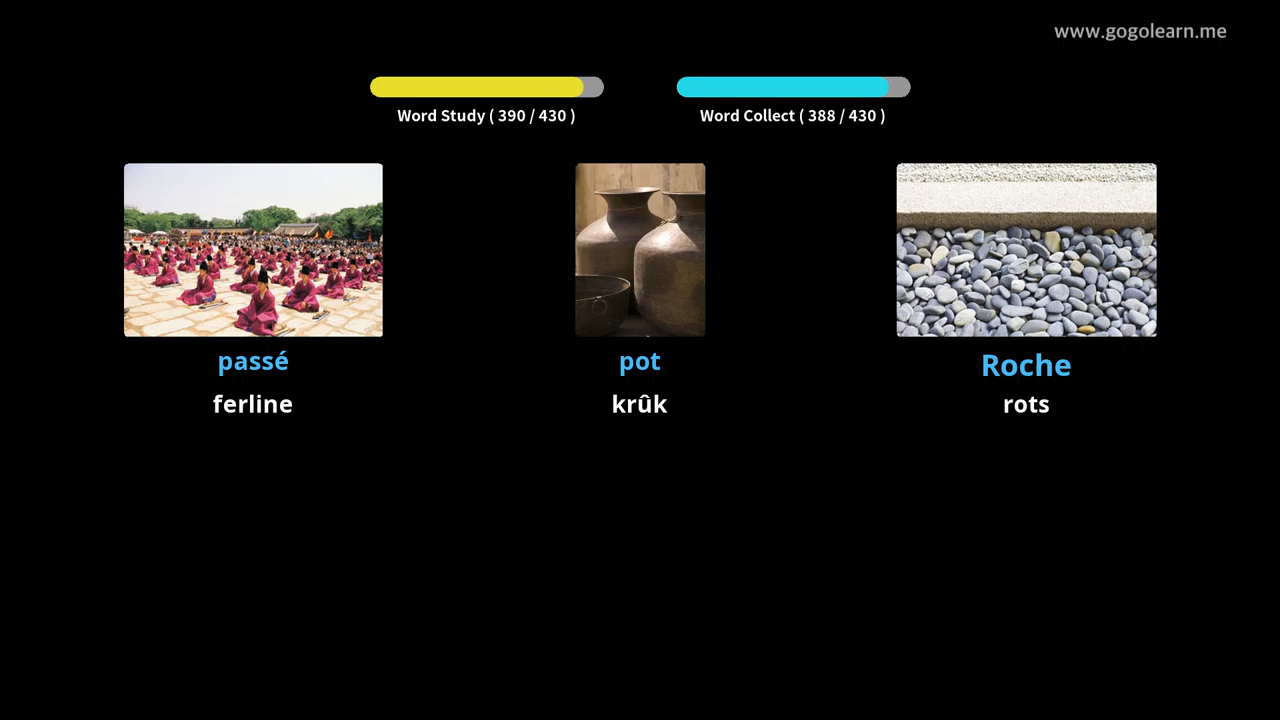 www.gogolearn.me
Word Study ( 390 / 430 )
Word Collect ( 388 / 430 )
passé
pot
Roche
ferline
krûk
rots